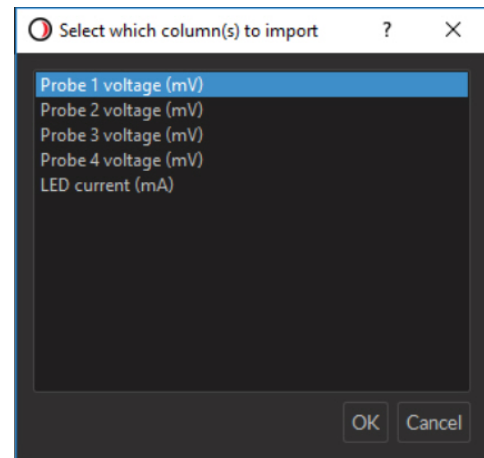 Select which column(s) to import
Probe 1 voltage (mV)
Probe 2 voltage (mV)
Probe 3 voltage (mV)
Probe 4 voltage (mV)
LED current (mA)
OK Cancel